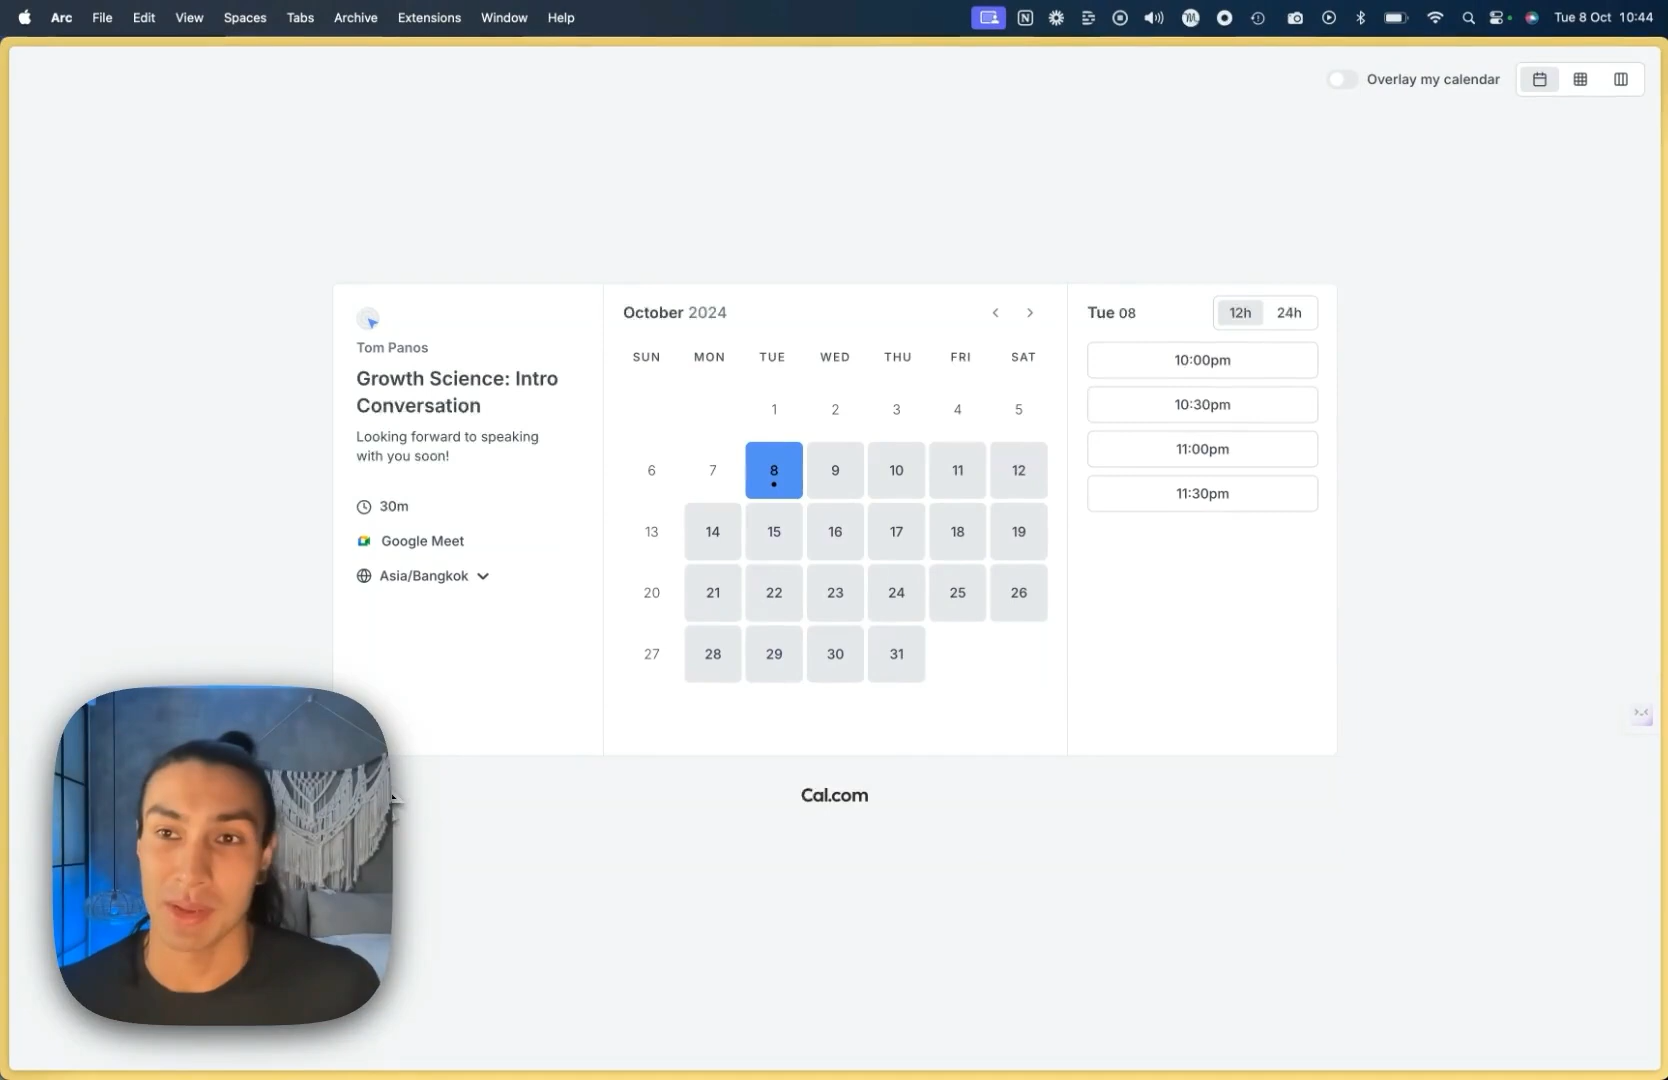 Arc File Edit View Spaces Tabs Archive Extensions Window Help Tue 8 Oct 10:44
Overlay my calendar
Tom Panos
Growth Science: Intro
Conversation
Looking forward to speaking
with you soon!
30m
Google Meet
Asia/Bangkok
October 2024
SUN MON TUE WED THU FRI SAT
1 2 3 4 5
6 7 8 9 10 11 12
13 14 15 16 17 18 19
20 21 22 23 24 25 26
27 28 29 30 31
Tue 08 12h 24h
10:00pm
10:30pm
11:00pm
11:30pm
Cal.com